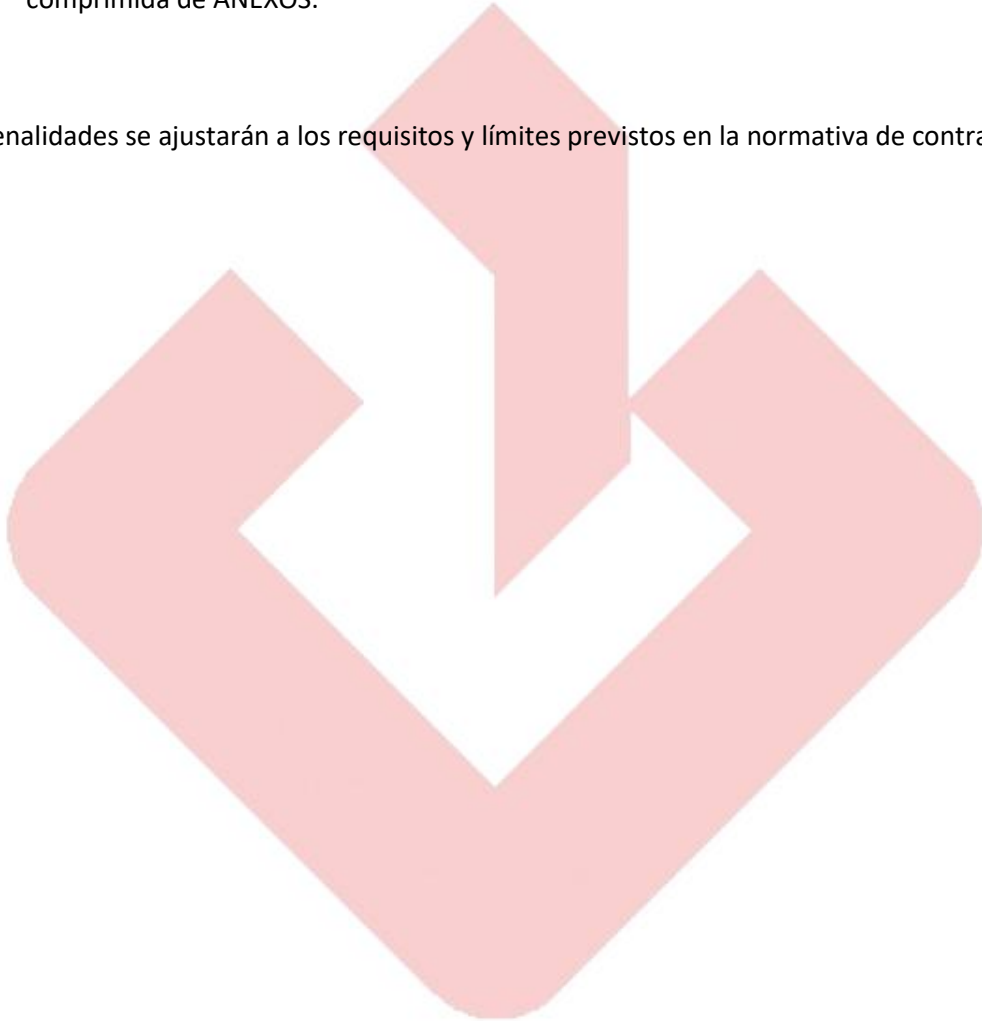 comprimida de ANEXOS.
enalidades se ajustarán a los requisitos y límites previstos en la normativa de contra